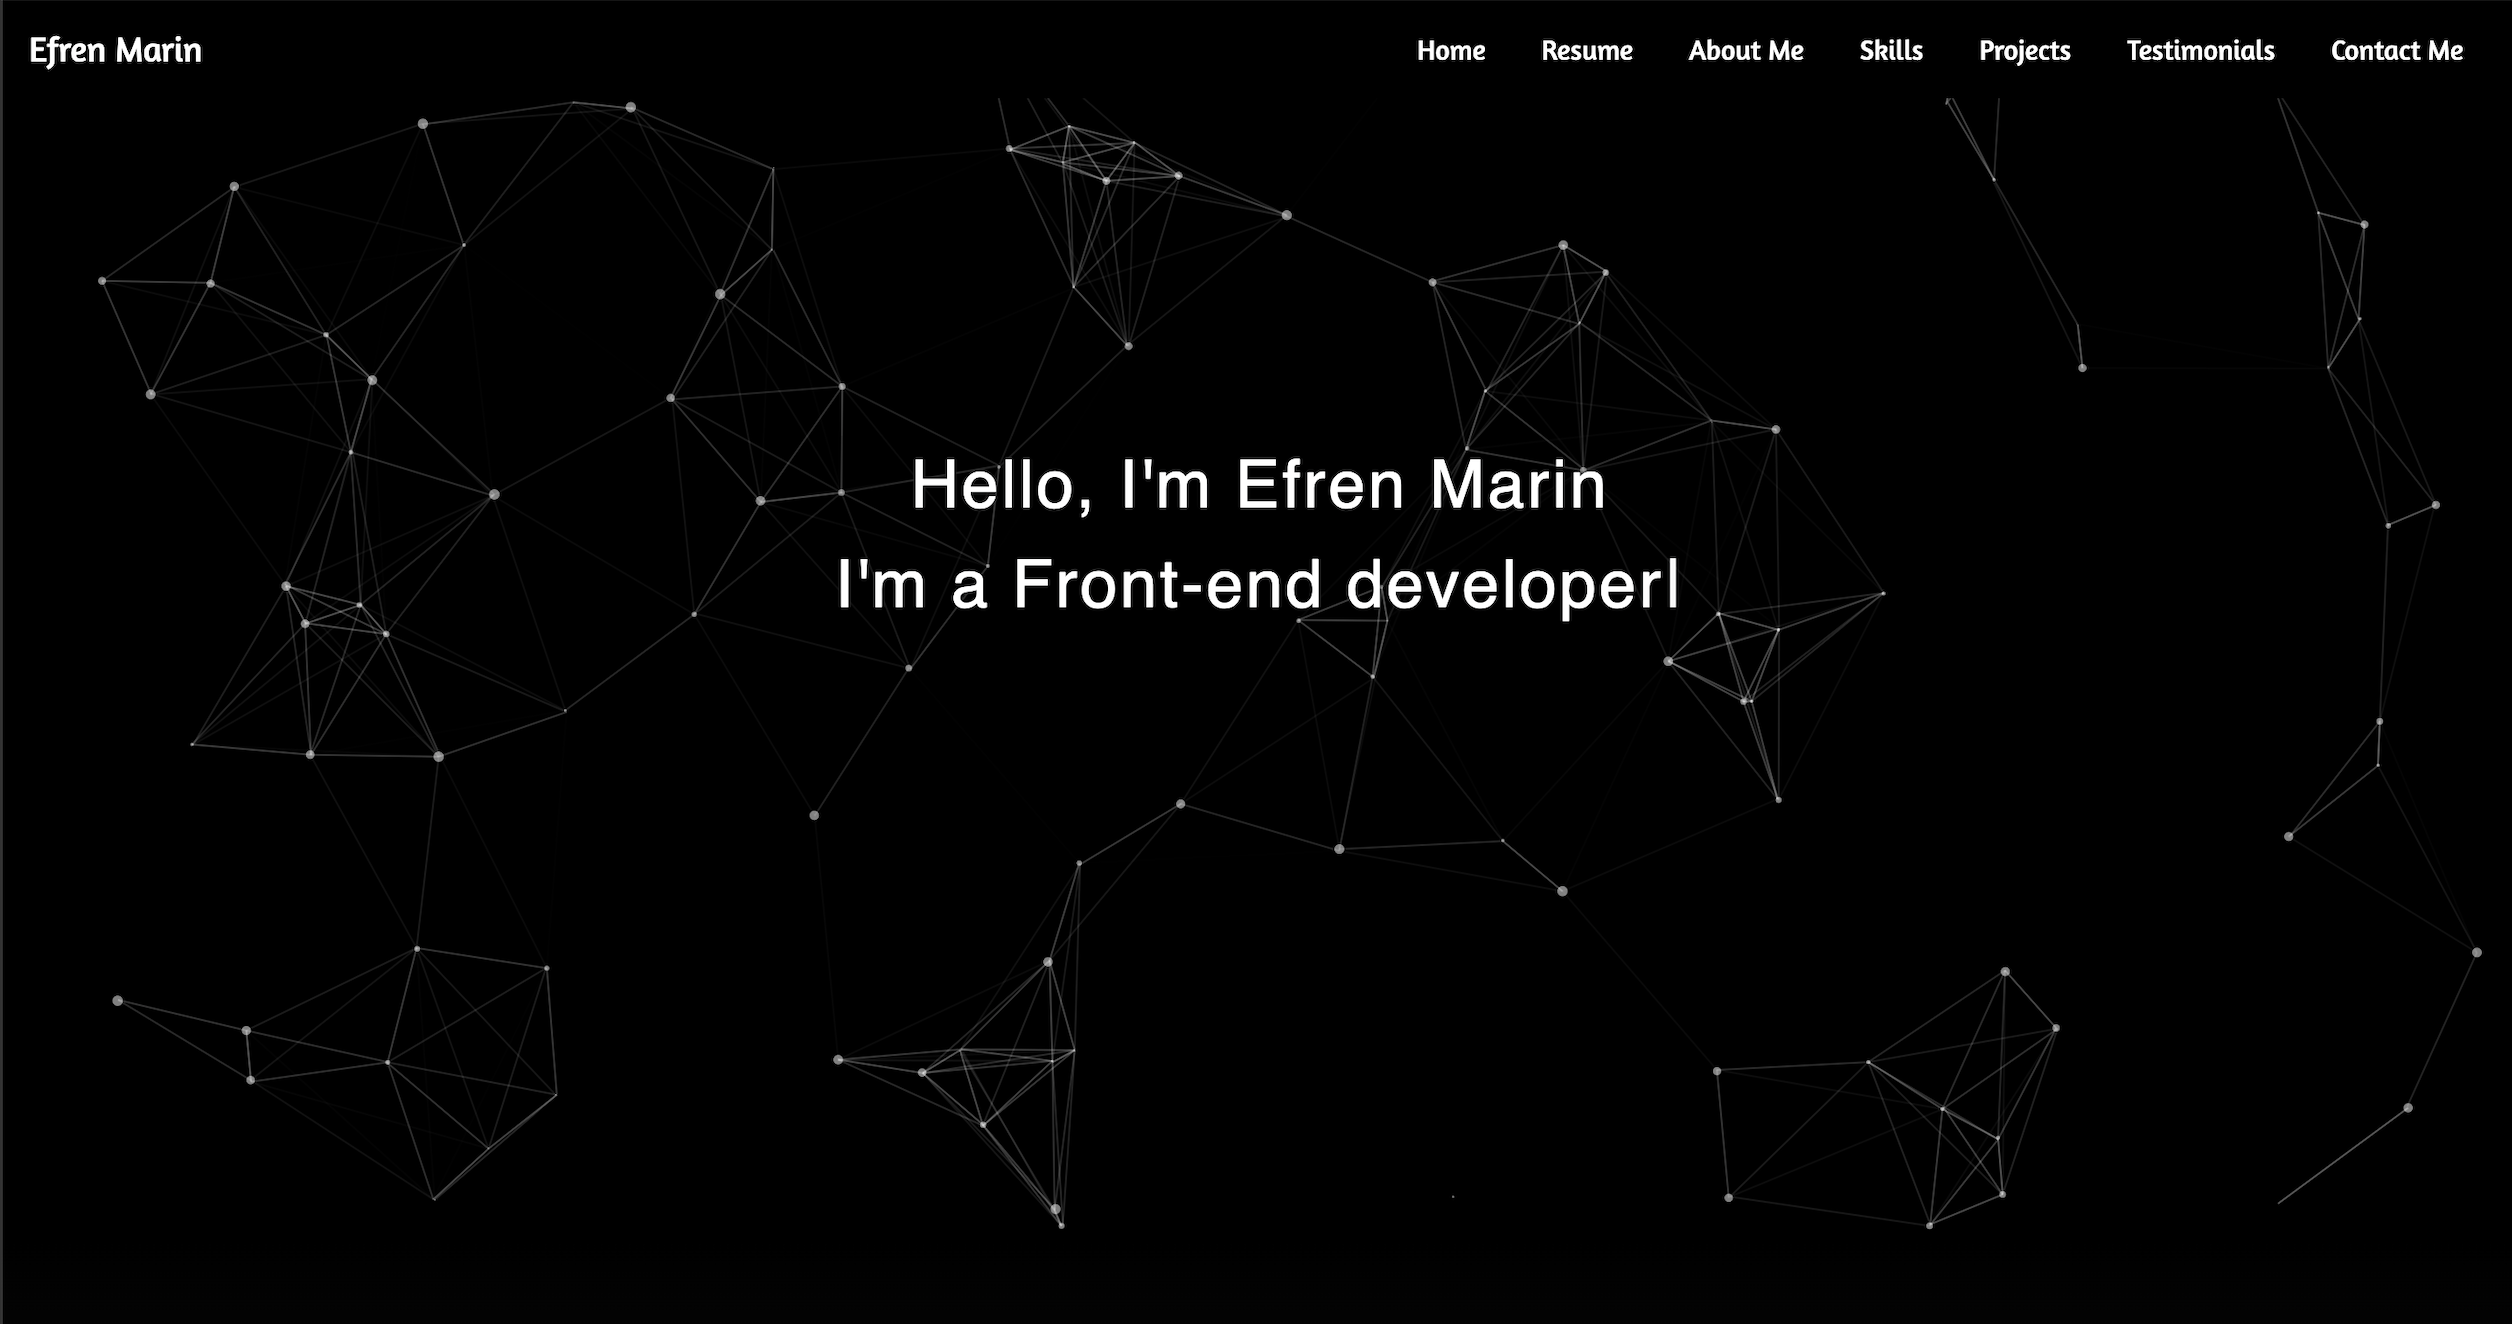 Efren Marin
Home Resume About Me Skills Projects Testimonials Contact Me
Hello, I'm Efren Marin
I'm a Front-end developer|